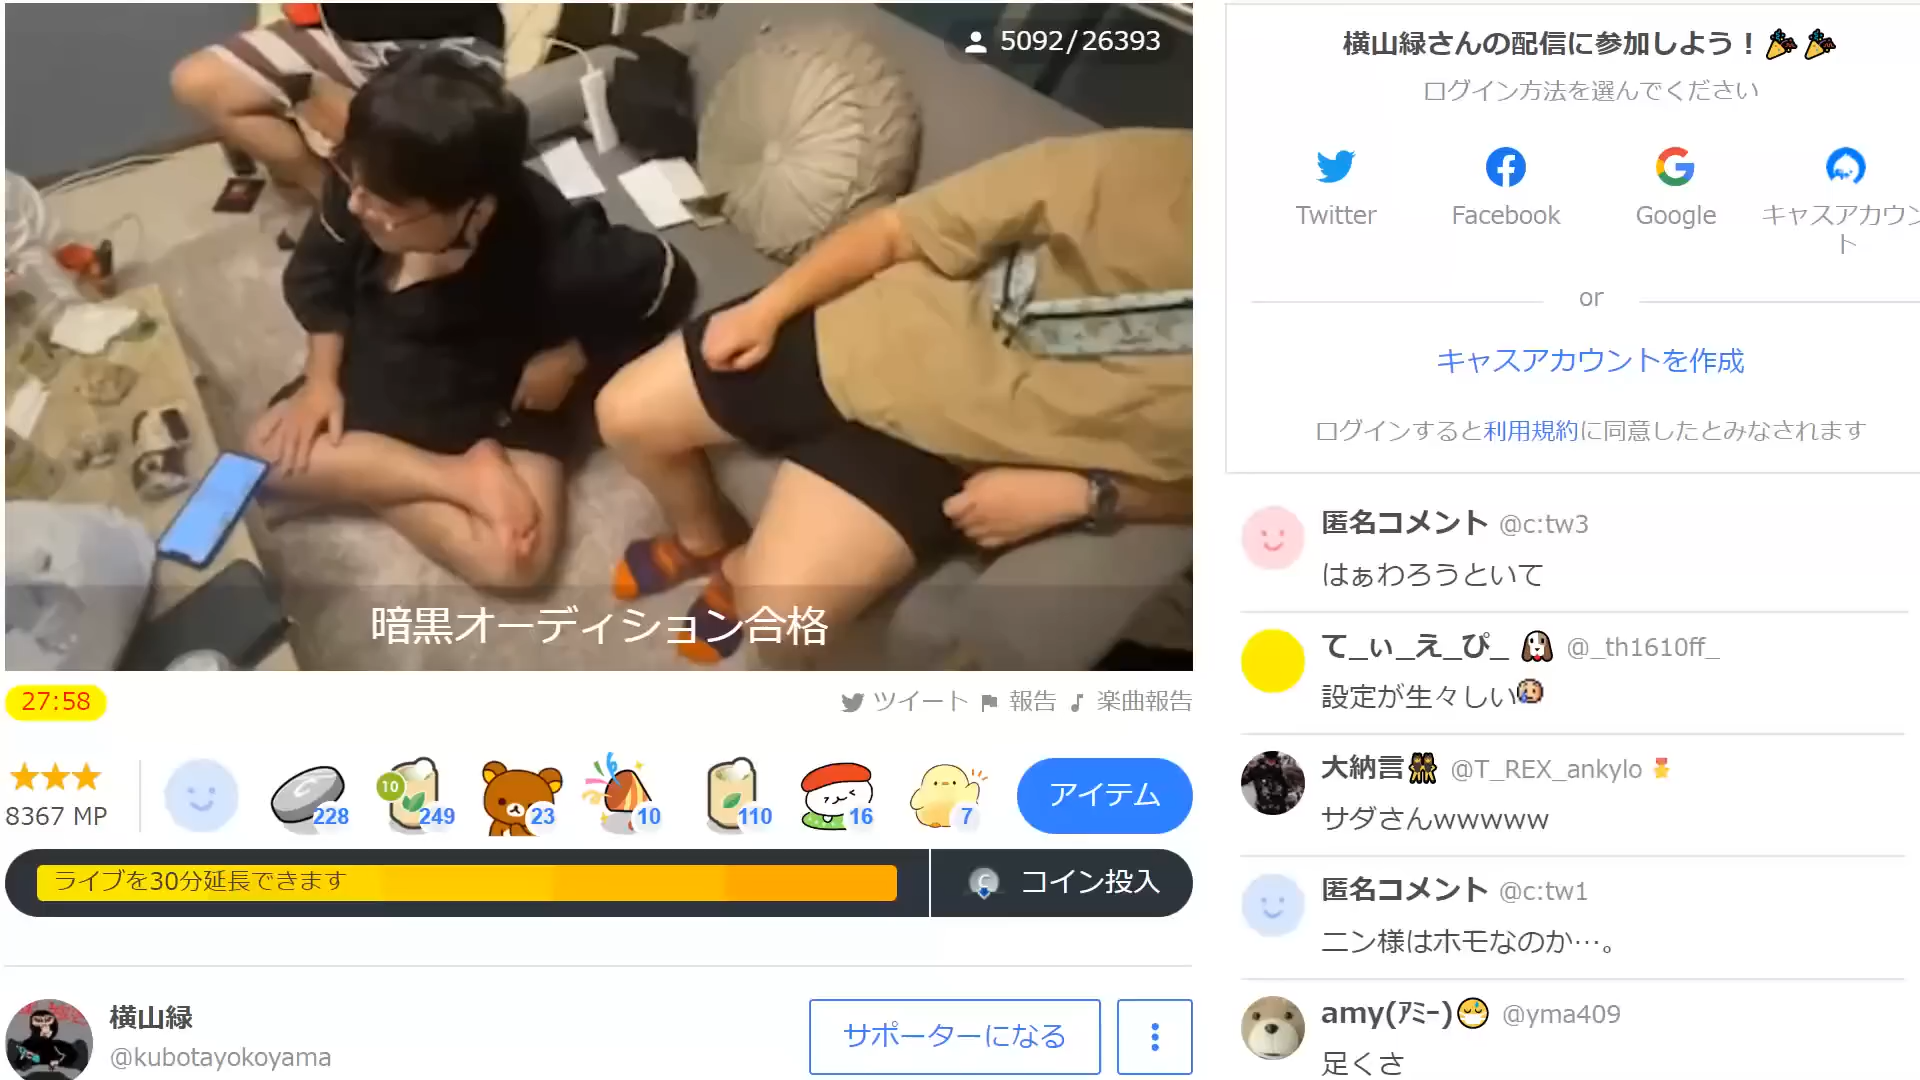 5092/26393
暗黒オーディション合格
27:58
ツイート 報告 楽曲報告
8367 MP
228
10
249
23
10
110
16
7
アイテム
ライブを30分延長できます
C
コイン投入
横山緑
@kubotayokoyama
サポーターになる
横山緑さんの配信に参加しよう！
ログイン方法を選んでください
Twitter
Facebook
G
Google
キャスアカウン
ト
or
キャスアカウントを作成
ログインすると利用規約に同意したとみなされます
匿名コメント @c:tw3
はぁわろうといて
て_ぃ_え_ぴ_ @_th1610ff_
設定が生々しい
大納言 @T_REX_ankylo
サダさんwwwww
匿名コメント @c:tw1
ニン様はホモなのか…。
amy(ｱﾐｰ) @yma409
足くさ